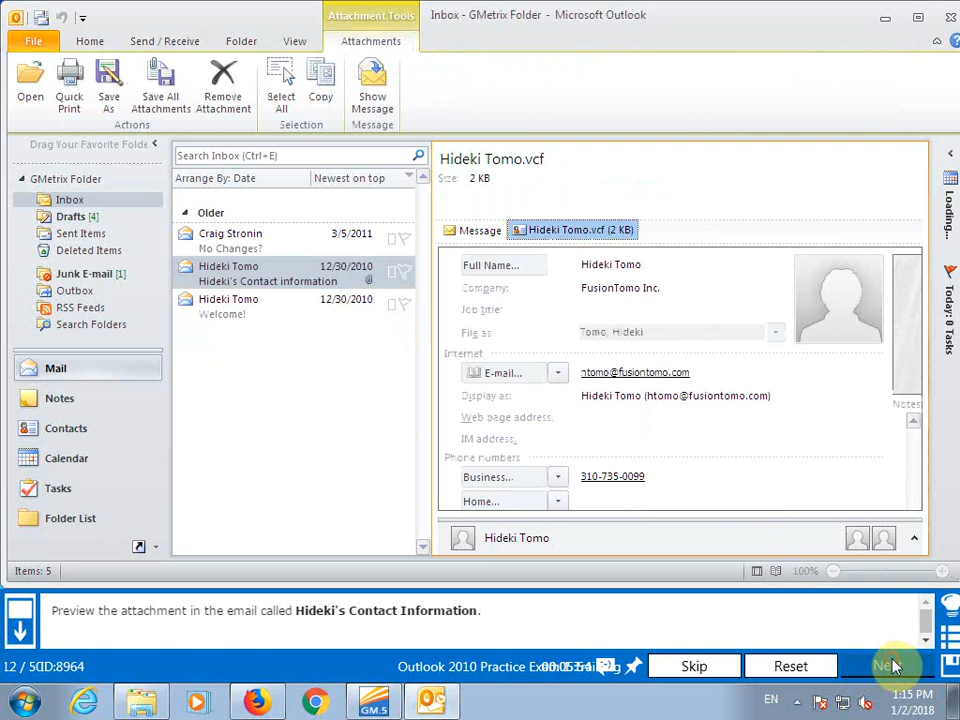 Attachment Tools
Inbox - GMetrix Folder - Microsoft Outlook
File Home Send / Receive Folder View Attachments
Open
Quick Print
Save As
Save All Attachments
Remove Attachment
Select All
Copy
Show Message
Actions Selection Message
Drag Your Favorite Folde
GMetrix Folder
Inbox
Drafts [4]
Sent Items
Deleted Items
Junk E-mail [1]
Outbox
RSS Feeds
Search Folders
Mail
Notes
Contacts
Calendar
Tasks
Folder List
Search Inbox (Ctrl+E)
Arrange By: Date Newest on top
Older
Craig Stronin 3/5/2011
No Changes?
Hideki Tomo 12/30/2010
Hideki's Contact information
Hideki Tomo 12/30/2010
Welcome!
Hideki Tomo.vcf
Size: 2 KB
Message Hideki Tomo.vcf (2 KB)
Full Name... Hideki Tomo
Company: FusionTomo Inc.
Job title:
File as Tomo, Hideki
Internet
E-mail... htomo@fusiontomo.com
Display as: Hideki Tomo (htomo@fusiontomo.com)
Web page address:
IM address:
Phone numbers
Business... 310-735-0099
Home...
Notes
Hideki Tomo
Loading...
Today: 0 Tasks
Items: 5 100%
Preview the attachment in the email called Hideki's Contact Information.
Outlook 2010 Practice Exam
Skip Reset
GM.5
EN
1:15 PM
1/2/2018